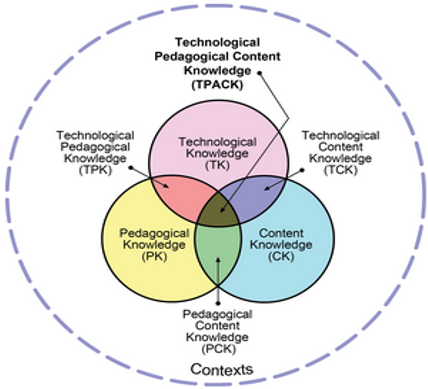 Technological
Pedagogical Content
Knowledge
(TPACK)
Technological
Pedagogical
Knowledge
(TPK)
Technological
Knowledge
(TK)
Technological
Content
Knowledge
(TCK)
Pedagogical
Knowledge
(PK)
Content
Knowledge
(CK)
Pedagogical
Content
Knowledge
(PCK)
Contexts